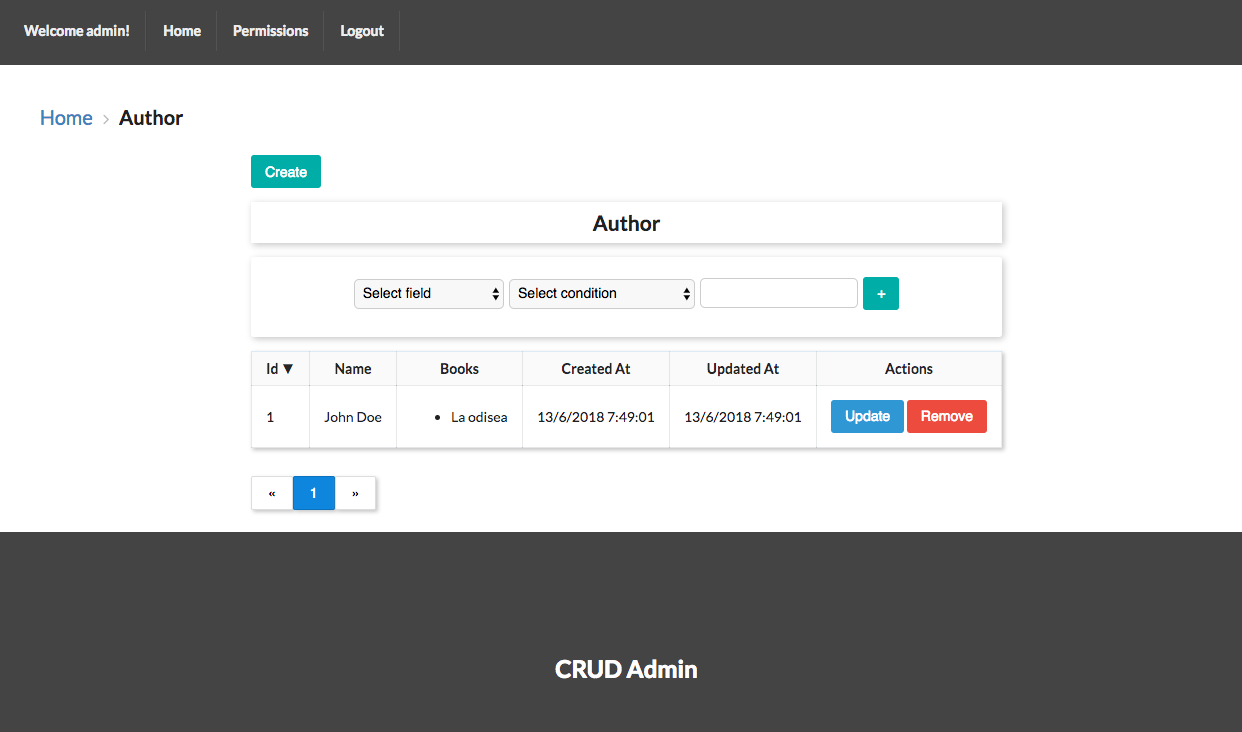 Welcome admin! Home Permissions Logout
Home › Author
Create
Author
Select field Select condition +
Id ▼ Name Books Created At Updated At Actions
1 John Doe • La odisea 13/6/2018 7:49:01 13/6/2018 7:49:01 Update Remove
« 1 »
CRUD Admin